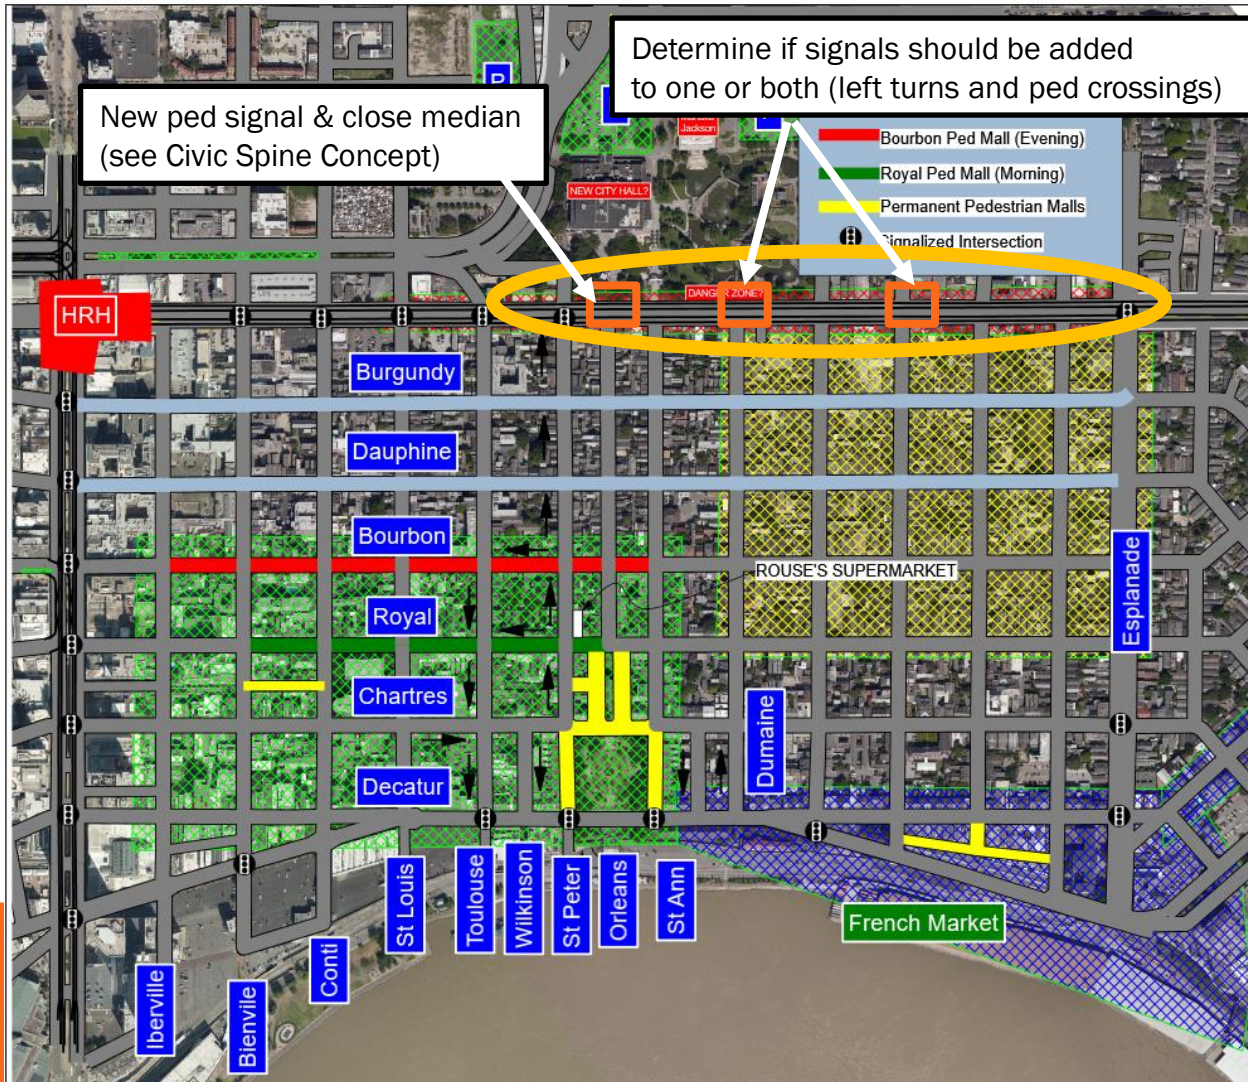 Determine if signals should be added
to one or both (left turns and ped crossings)
New ped signal & close median
(see Civic Spine Concept)
P
Jackson
Bourbon Ped Mall (Evening)
Royal Ped Mall (Morning)
Permanent Pedestrian Malls
Signalized Intersection
NEW CITY HALL?
DANGER ZONE?
HRH
Burgundy
Dauphine
Bourbon
ROUSE'S SUPERMARKET
Royal
Esplanade
Chartres
Dumaine
Decatur
St Louis
Toulouse
Wilkinson
St Peter
Orleans
St Ann
French Market
Conti
Iberville
Bienvile